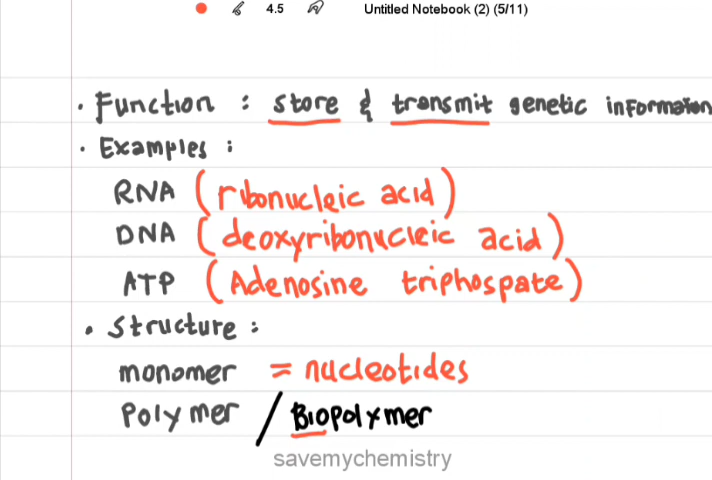 4.5 Untitled Notebook (2) (5/11)
. Function : store & transmit genetic information
. Examples :
RNA (ribonucleic acid)
DNA (deoxyribonucleic acid)
ATP (Adenosine triphospate)
• Structure :
monomer = nucleotides
Polymer / Biopolymer
savemychemistry